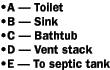 •A — Toilet
•B — Sink
•C — Bathtub
•D — Vent stack
•E — To septic tank